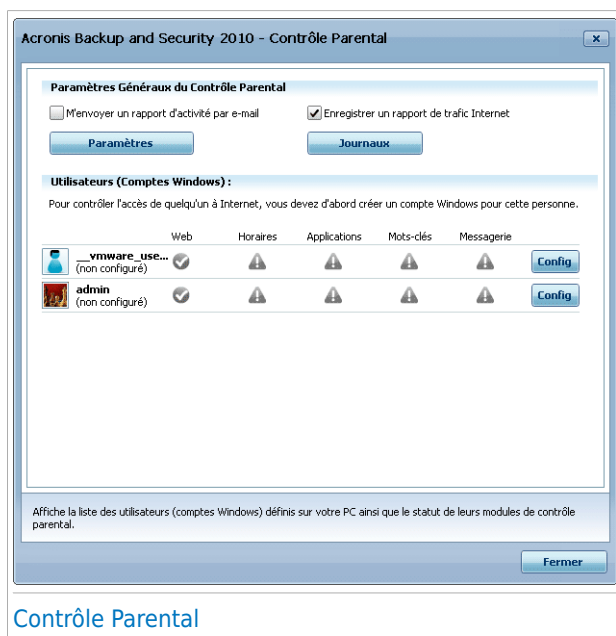 Acronis Backup and Security 2010 - Contrôle Parental
Paramètres Généraux du Contrôle Parental
M'envoyer un rapport d'activité par e-mail
Enregistrer un rapport de trafic Internet
Paramètres
Journaux
Utilisateurs (Comptes Windows) :
Pour contrôler l'accès de quelqu'un à Internet, vous devez d'abord créer un compte Windows pour cette personne.
Web Horaires Applications Mots-clés Messagerie
__vmware_use...
(non configuré)
Config
admin
(non configuré)
Config
Affiche la liste des utilisateurs (comptes Windows) définis sur votre PC ainsi que le statut de leurs modules de contrôle
parental.
Fermer
Contrôle Parental